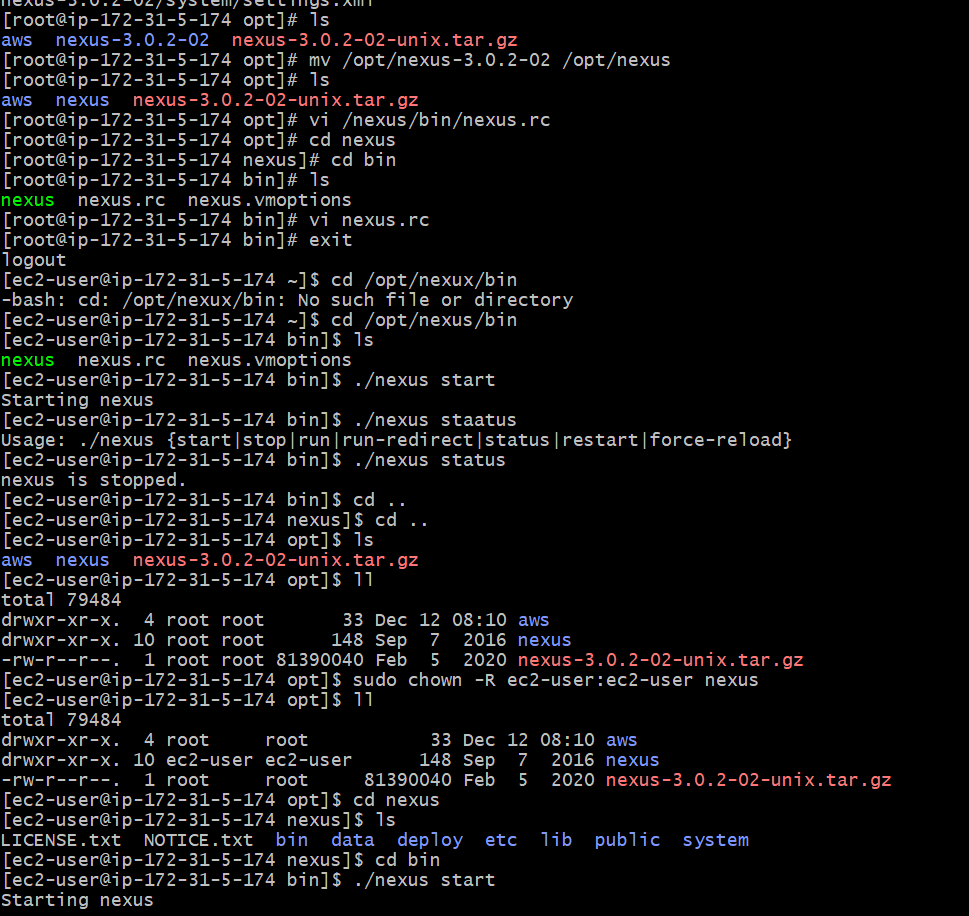 nexus-3.0.2-02/system/settings.xml
[root@ip-172-31-5-174 opt]# ls
aws  nexus-3.0.2-02  nexus-3.0.2-02-unix.tar.gz
[root@ip-172-31-5-174 opt]# mv /opt/nexus-3.0.2-02 /opt/nexus
[root@ip-172-31-5-174 opt]# ls
aws  nexus  nexus-3.0.2-02-unix.tar.gz
[root@ip-172-31-5-174 opt]# vi /nexus/bin/nexus.rc
[root@ip-172-31-5-174 opt]# cd nexus
[root@ip-172-31-5-174 nexus]# cd bin
[root@ip-172-31-5-174 bin]# ls
nexus  nexus.rc  nexus.vmoptions
[root@ip-172-31-5-174 bin]# vi nexus.rc
[root@ip-172-31-5-174 bin]# exit
logout
[ec2-user@ip-172-31-5-174 ~]$ cd /opt/nexux/bin
-bash: cd: /opt/nexux/bin: No such file or directory
[ec2-user@ip-172-31-5-174 ~]$ cd /opt/nexus/bin
[ec2-user@ip-172-31-5-174 bin]$ ls
nexus  nexus.rc  nexus.vmoptions
[ec2-user@ip-172-31-5-174 bin]$ ./nexus start
Starting nexus
[ec2-user@ip-172-31-5-174 bin]$ ./nexus staatus
Usage: ./nexus {start|stop|run|run-redirect|status|restart|force-reload}
[ec2-user@ip-172-31-5-174 bin]$ ./nexus status
nexus is stopped.
[ec2-user@ip-172-31-5-174 bin]$ cd ..
[ec2-user@ip-172-31-5-174 nexus]$ cd ..
[ec2-user@ip-172-31-5-174 opt]$ ls
aws  nexus  nexus-3.0.2-02-unix.tar.gz
[ec2-user@ip-172-31-5-174 opt]$ ll
total 79484
drwxr-xr-x.  4 root root       33 Dec 12 08:10 aws
drwxr-xr-x. 10 root root      148 Sep  7  2016 nexus
-rw-r--r--.  1 root root 81390040 Feb  5  2020 nexus-3.0.2-02-unix.tar.gz
[ec2-user@ip-172-31-5-174 opt]$ sudo chown -R ec2-user:ec2-user nexus
[ec2-user@ip-172-31-5-174 opt]$ ll
total 79484
drwxr-xr-x.  4 root     root           33 Dec 12 08:10 aws
drwxr-xr-x. 10 ec2-user ec2-user      148 Sep  7  2016 nexus
-rw-r--r--.  1 root     root     81390040 Feb  5  2020 nexus-3.0.2-02-unix.tar.gz
[ec2-user@ip-172-31-5-174 opt]$ cd nexus
[ec2-user@ip-172-31-5-174 nexus]$ ls
LICENSE.txt  NOTICE.txt  bin  data  deploy  etc  lib  public  system
[ec2-user@ip-172-31-5-174 nexus]$ cd bin
[ec2-user@ip-172-31-5-174 bin]$ ./nexus start
Starting nexus